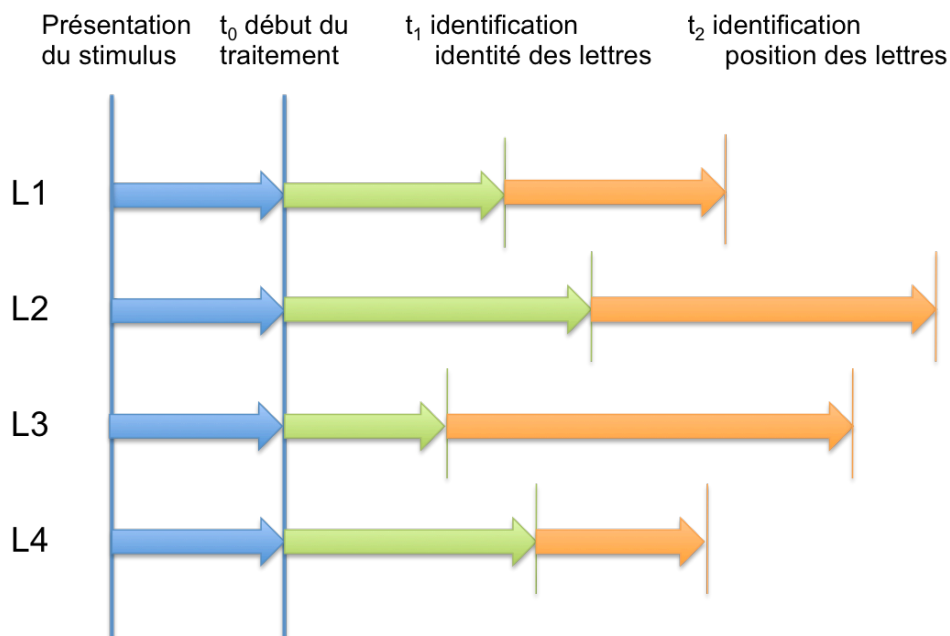 Présentation
du stimulus
t₀ début du
traitement
t₁ identification
identité des lettres
t₂ identification
position des lettres
L1
L2
L3
L4